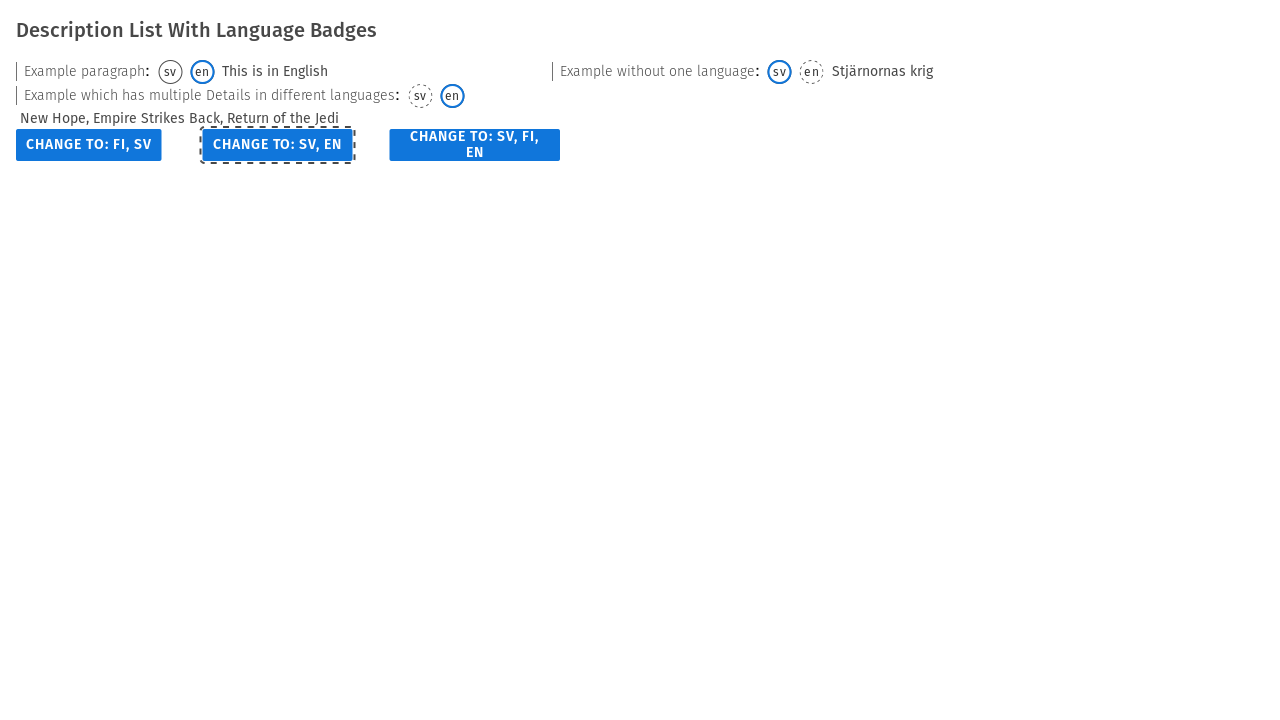 Description List With Language Badges
Example paragraph: sv en This is in English
Example without one language: sv en Stjärnornas krig
Example which has multiple Details in different languages: sv en
New Hope, Empire Strikes Back, Return of the Jedi
CHANGE TO: FI, SV
CHANGE TO: SV, EN
CHANGE TO: SV, FI,
EN